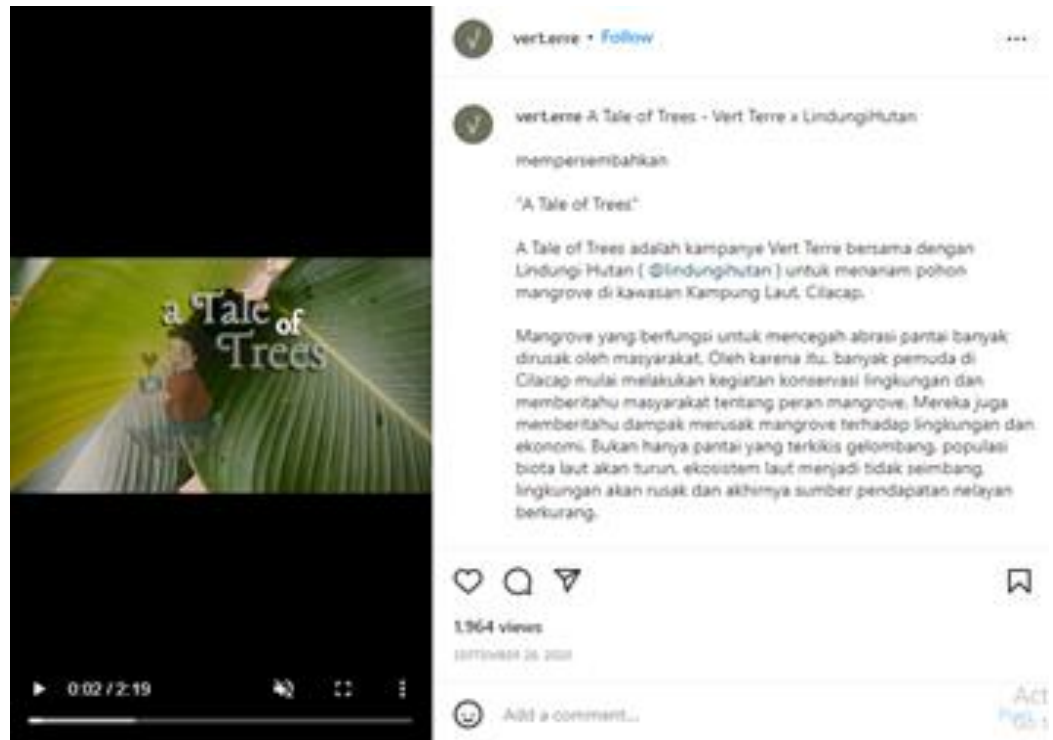 vert.erre • Follow
vert.erre A Tale of Trees - Vert Terre x LindungiHutan
mempersembahkan
"A Tale of Trees"
A Tale of Trees adalah kampanye Vert Terre bersama dengan
Lindungi Hutan ( @lindungihutan ) untuk menanam pohon
mangrove di kawasan Kampung Laut, Cilacap.
Mangrove yang berfungsi untuk mencegah abrasi pantai banyak
dirusak oleh masyarakat. Oleh karena itu, banyak pemuda di
Cilacap mulai melakukan kegiatan konservasi lingkungan dan
memberitahu masyarakat tentang peran mangrove. Mereka juga
memberitahu dampak merusak mangrove terhadap lingkungan dan
ekonomi. Bukan hanya pantai yang terkikis gelombang, populasi
biota laut akan turun, ekosistem laut menjadi tidak seimbang,
lingkungan akan rusak dan akhirnya sumber pendapatan nelayan
berkurang.
a Tale of
Trees
1.964 views
SEPTEMBER 28,
0:02 / 2:19
Add a comment...
Act